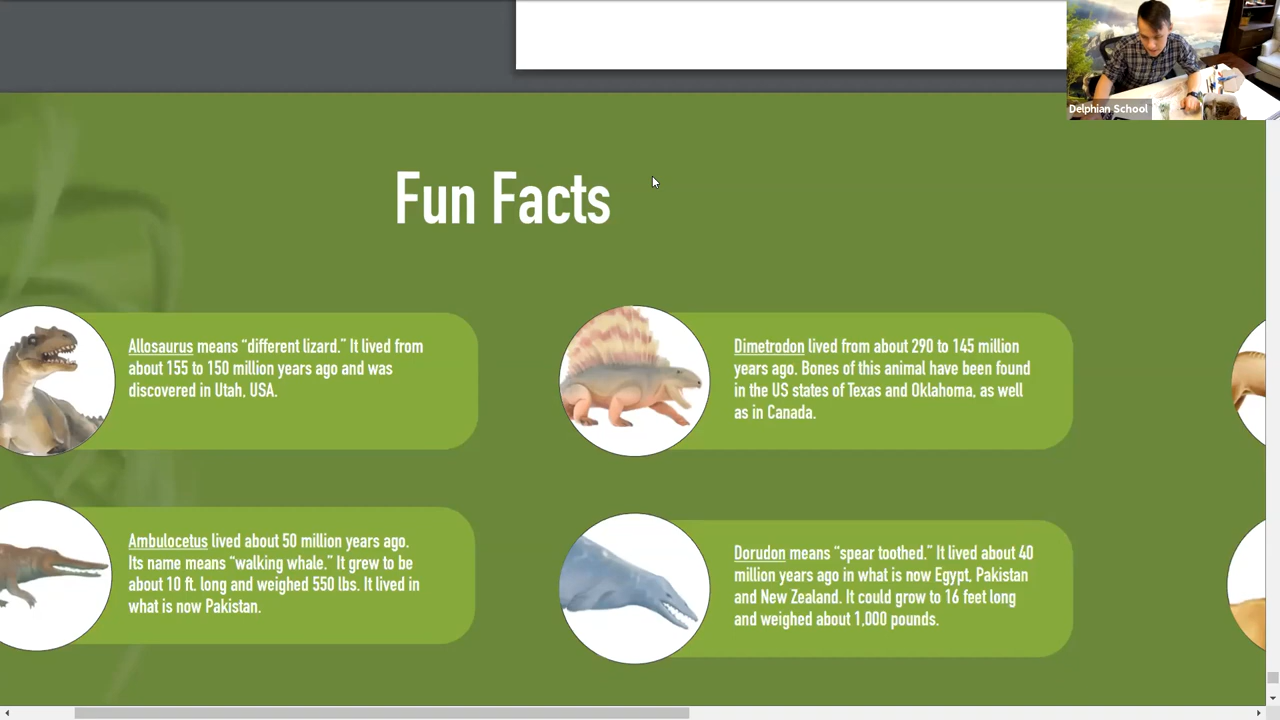 Delphian School
Fun Facts
Allosaurus means “different lizard.” It lived from
about 155 to 150 million years ago and was
discovered in Utah, USA.
Dimetrodon lived from about 290 to 145 million
years ago. Bones of this animal have been found
in the US states of Texas and Oklahoma, as well
as in Canada.
Ambulocetus lived about 50 million years ago.
Its name means “walking whale.” It grew to be
about 10 ft. long and weighed 550 lbs. It lived in
what is now Pakistan.
Dorudon means “spear toothed.” It lived about 40
million years ago in what is now Egypt, Pakistan
and New Zealand. It could grow to 16 feet long
and weighed about 1,000 pounds.